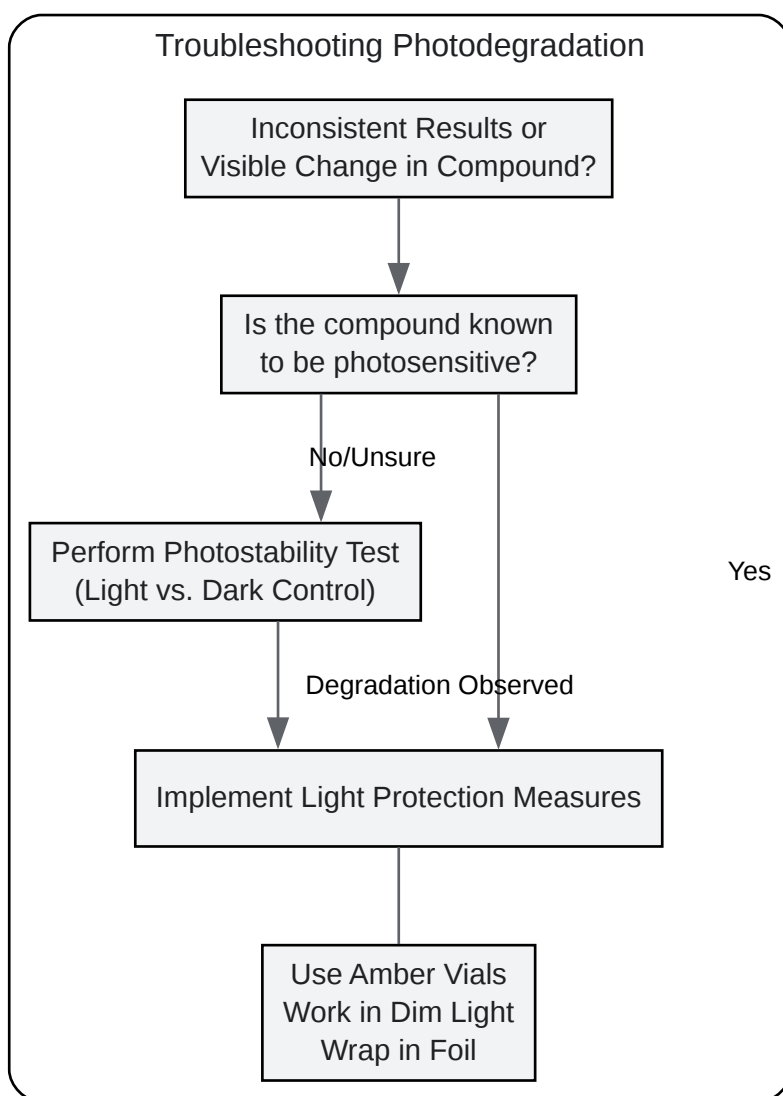 Troubleshooting Photodegradation
Inconsistent Results or
Visible Change in Compound?
Is the compound known
to be photosensitive?
No/Unsure
Perform Photostability Test
(Light vs. Dark Control)
Yes
Degradation Observed
Implement Light Protection Measures
Use Amber Vials
Work in Dim Light
Wrap in Foil